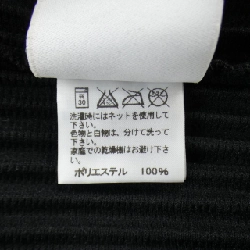 30
洗濯時にはネットを使用して
下さい。
色物と白物は、分けて洗って
下さい。
家庭での乾燥機はお避け下さ
い。
ポリエステル 100%